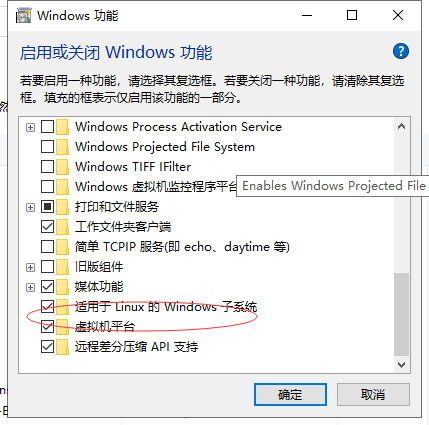 Windows 功能
启用或关闭 Windows 功能
?
若要启用一种功能，请选择其复选框。若要关闭一种功能，请清除其复选
框。填充的框表示仅启用该功能的一部分。
Windows Process Activation Service
Windows Projected File System
Windows TIFF IFilter
Windows 虚拟机监控程序平台
Enables Windows Projected File
打印和文件服务
工作文件夹客户端
简单 TCPIP 服务(即 echo、daytime 等)
旧版组件
媒体功能
适用于 Linux 的 Windows 子系统
虚拟机平台
远程差分压缩 API 支持
确定
取消